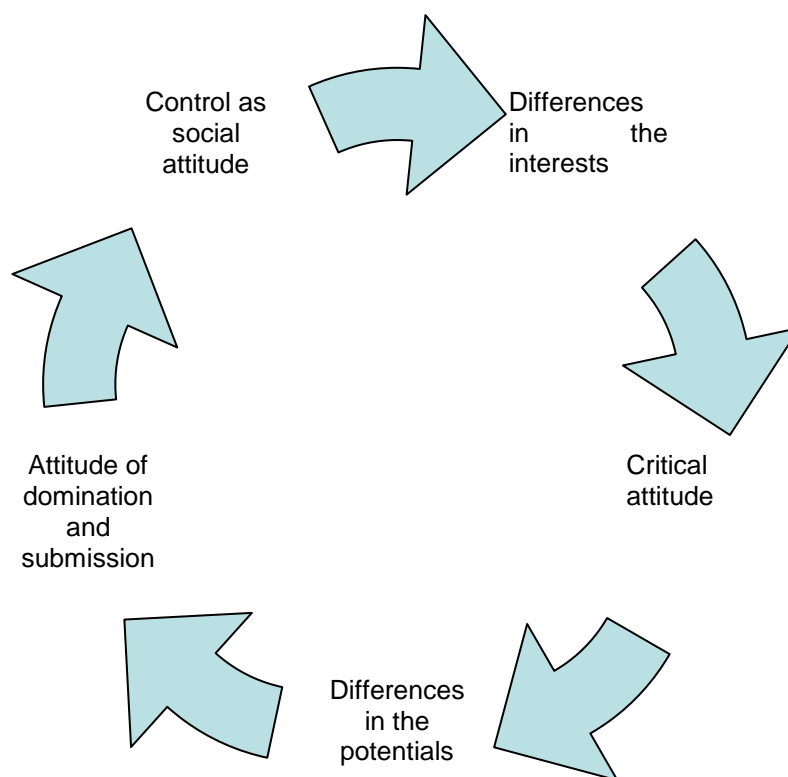 Control as
social
attitude
Differences
in the
interests
Critical
attitude
Differences
in the
potentials
Attitude of
domination
and
submission